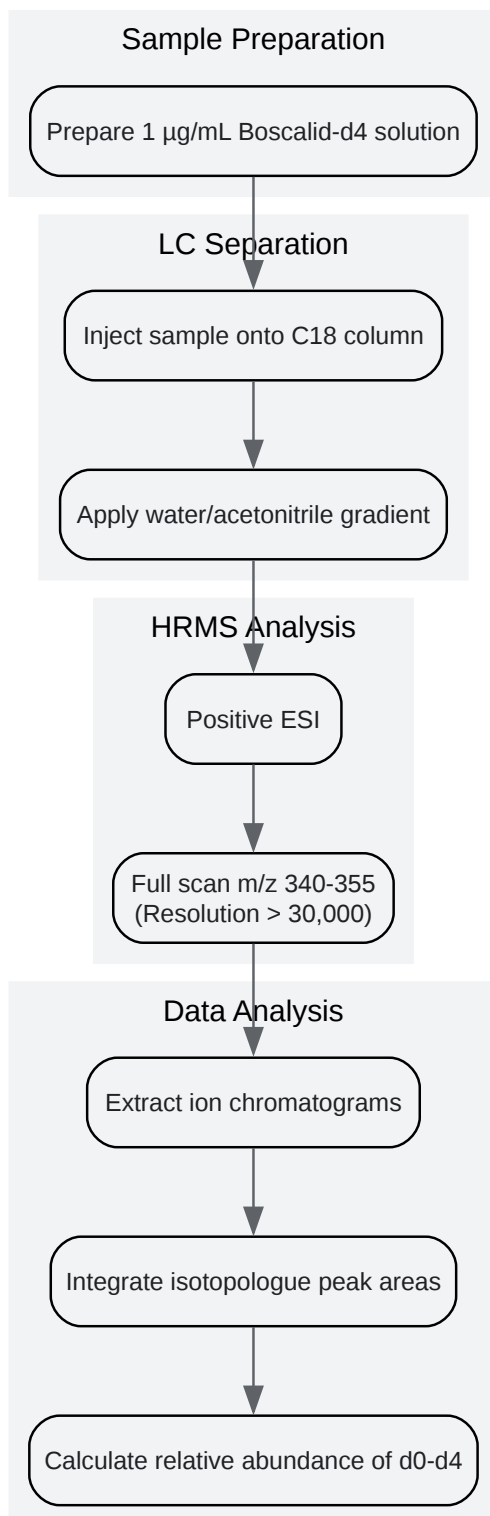 Sample Preparation
Prepare 1 µg/mL Boscalid-d4 solution
LC Separation
Inject sample onto C18 column
Apply water/acetonitrile gradient
HRMS Analysis
Positive ESI
Full scan m/z 340-355
(Resolution > 30,000)
Data Analysis
Extract ion chromatograms
Integrate isotopologue peak areas
Calculate relative abundance of d0-d4